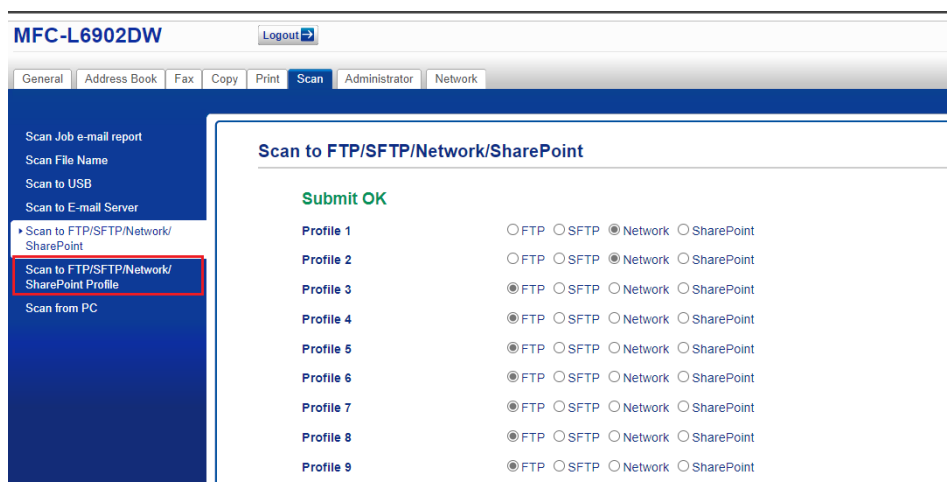 MFC-L6902DW
Logout
General Address Book Fax Copy Print Scan Administrator Network
Scan Job e-mail report
Scan File Name
Scan to USB
Scan to E-mail Server
Scan to FTP/SFTP/Network/
SharePoint
Scan to FTP/SFTP/Network/
SharePoint Profile
Scan from PC
Scan to FTP/SFTP/Network/SharePoint
Submit OK
Profile 1 FTP SFTP Network SharePoint
Profile 2 FTP SFTP Network SharePoint
Profile 3 FTP SFTP Network SharePoint
Profile 4 FTP SFTP Network SharePoint
Profile 5 FTP SFTP Network SharePoint
Profile 6 FTP SFTP Network SharePoint
Profile 7 FTP SFTP Network SharePoint
Profile 8 FTP SFTP Network SharePoint
Profile 9 FTP SFTP Network SharePoint